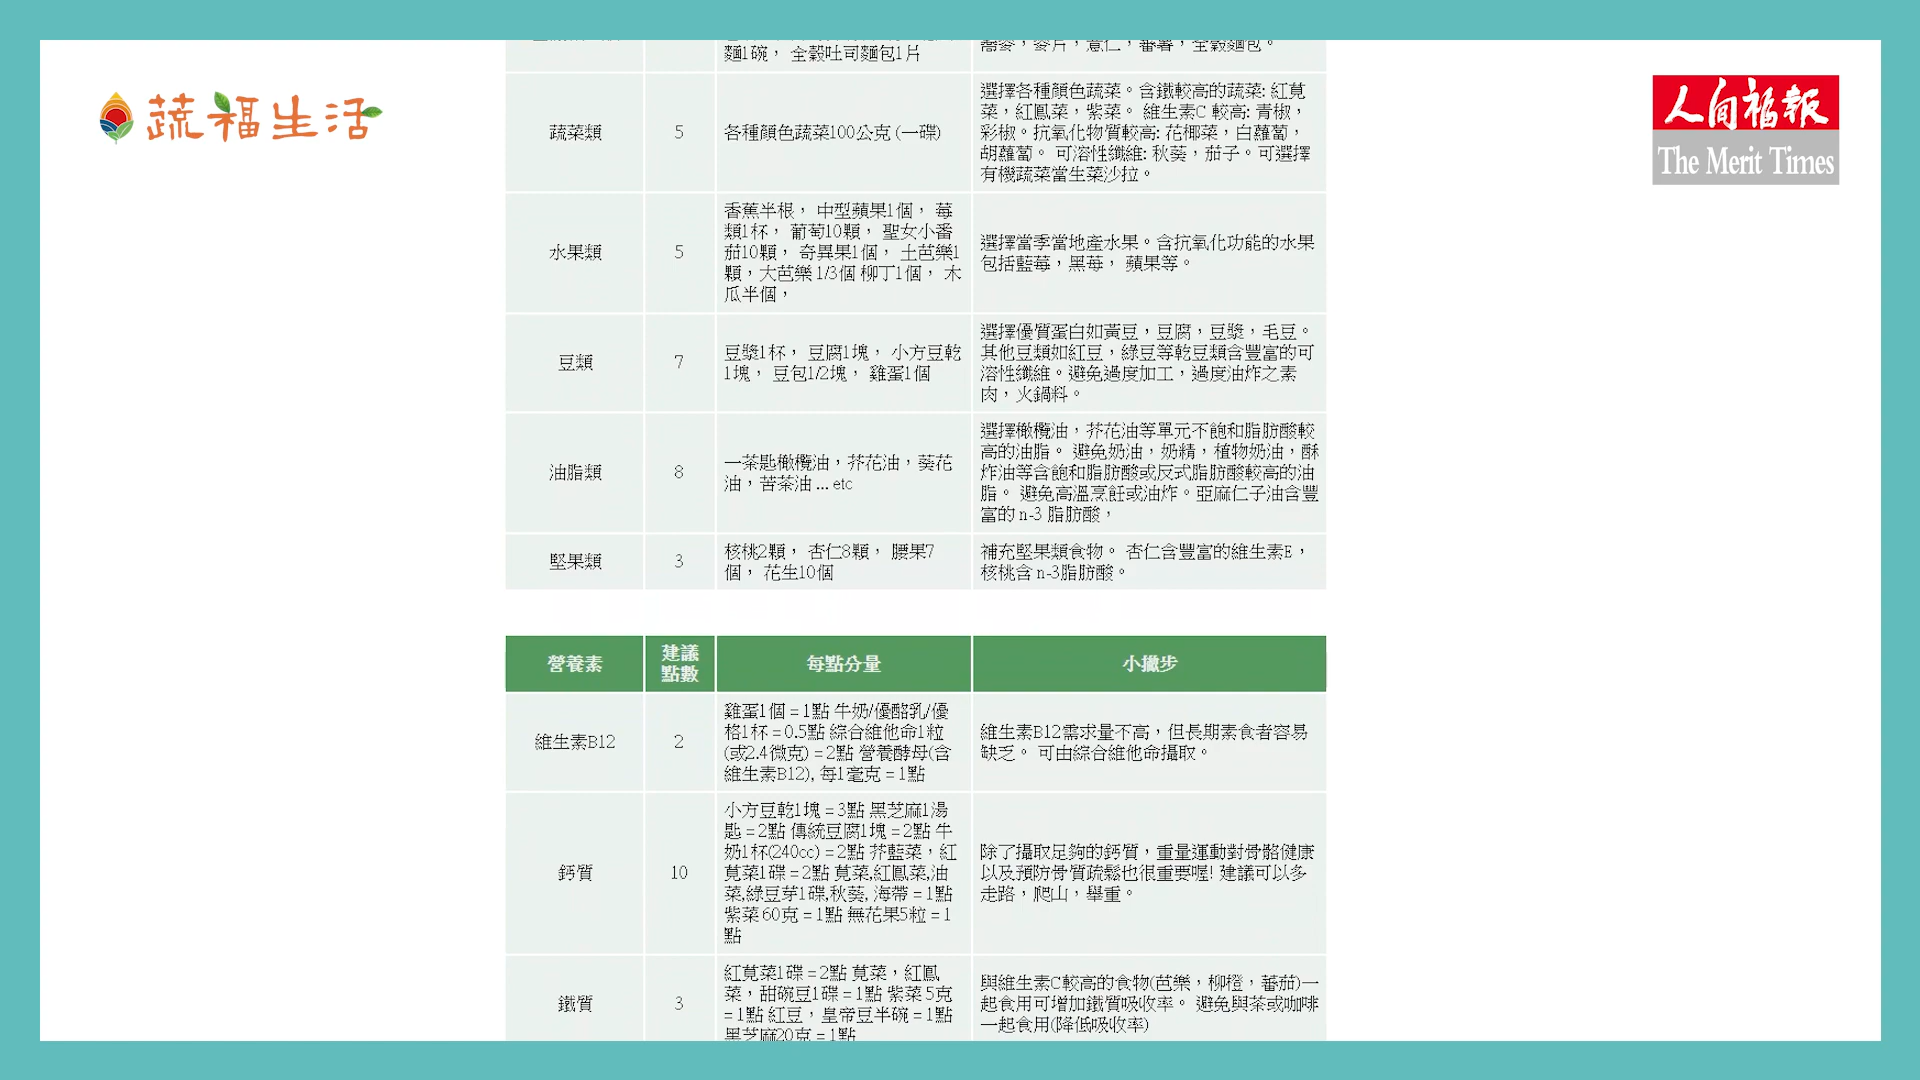 蔬福生活
人間福報
The Merit Times
麵1碗， 全穀吐司麵包1片
蕎麥，麥片，薏仁，番薯，全穀麵包。
蔬菜類
5
各種顏色蔬菜100公克 (一碟)
選擇各種顏色蔬菜。含鐵較高的蔬菜: 紅莧
菜，紅鳳菜，紫菜。 維生素C 較高: 青椒，
彩椒。抗氧化物質較高: 花椰菜，白蘿蔔，
胡蘿蔔。 可溶性纖維: 秋葵，茄子。可選擇
有機蔬菜當生菜沙拉。
水果類
5
香蕉半根， 中型蘋果1個， 莓
類1杯， 葡萄10顆， 聖女小番
茄10顆， 奇異果1個， 土芭樂1
顆，大芭樂 1/3個 柳丁1個， 木
瓜半個，
選擇當季當地產水果。含抗氧化功能的水果
包括藍莓，黑莓， 蘋果等。
豆類
7
豆漿1杯， 豆腐1塊， 小方豆乾
1塊， 豆包1/2塊， 雞蛋1個
選擇優質蛋白如黃豆，豆腐，豆漿，毛豆。
其他豆類如紅豆，綠豆等乾豆類含豐富的可
溶性纖維。避免過度加工，過度油炸之素
肉，火鍋料。
油脂類
8
一茶匙橄欖油，芥花油，葵花
油，苦茶油 ... etc
選擇橄欖油，芥花油等單元不飽和脂肪酸較
高的油脂。 避免奶油，奶精，植物奶油，酥
炸油等含飽和脂肪酸或反式脂肪酸較高的油
脂。 避免高溫烹飪或油炸。亞麻仁子油含豐
富的 n-3 脂肪酸，
堅果類
3
核桃2顆， 杏仁8顆， 腰果7
個， 花生10個
補充堅果類食物。 杏仁含豐富的維生素E，
核桃含 n-3脂肪酸。
營養素
建議
點數
每點分量
小撇步
維生素B12
2
雞蛋1個 = 1點 牛奶/優酪乳/優
格1杯 = 0.5點 綜合維他命1粒
(或2.4微克) = 2點 營養酵母(含
維生素B12), 每1毫克 = 1點
維生素B12需求量不高，但長期素食者容易
缺乏。 可由綜合維他命攝取。
鈣質
10
小方豆乾1塊 = 3點 黑芝麻1湯
匙 = 2點 傳統豆腐1塊 = 2點 牛
奶1杯(240cc) = 2點 芥藍菜，紅
莧菜1碟 = 2點 莧菜,紅鳳菜,油
菜,綠豆芽1碟,秋葵, 海帶 = 1點
紫菜 60克 = 1點 無花果5粒 = 1
點
除了攝取足夠的鈣質，重量運動對骨骼健康
以及預防骨質疏鬆也很重要喔! 建議可以多
走路，爬山，舉重。
鐵質
3
紅莧菜1碟 = 2點 莧菜，紅鳳
菜，甜碗豆1碟 = 1點 紫菜 5克
= 1點 紅豆，皇帝豆半碗 = 1點
黑芝麻20克 = 1點
與維生素C較高的食物(芭樂，柳橙，蕃茄)一
起食用可增加鐵質吸收率。 避免與茶或咖啡
一起食用(降低吸收率)